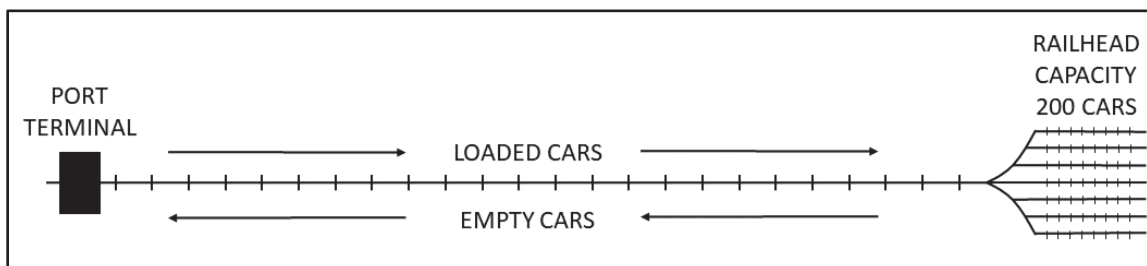 RAILHEAD
CAPACITY
200 CARS
PORT
TERMINAL
LOADED CARS
EMPTY CARS